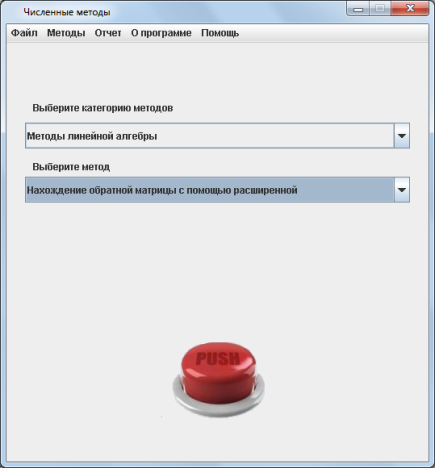 Численные методы
Файл Методы Отчет О программе Помощь
Выберите категорию методов
Методы линейной алгебры
Выберите метод
Нахождение обратной матрицы с помощью расширенной
PUSH